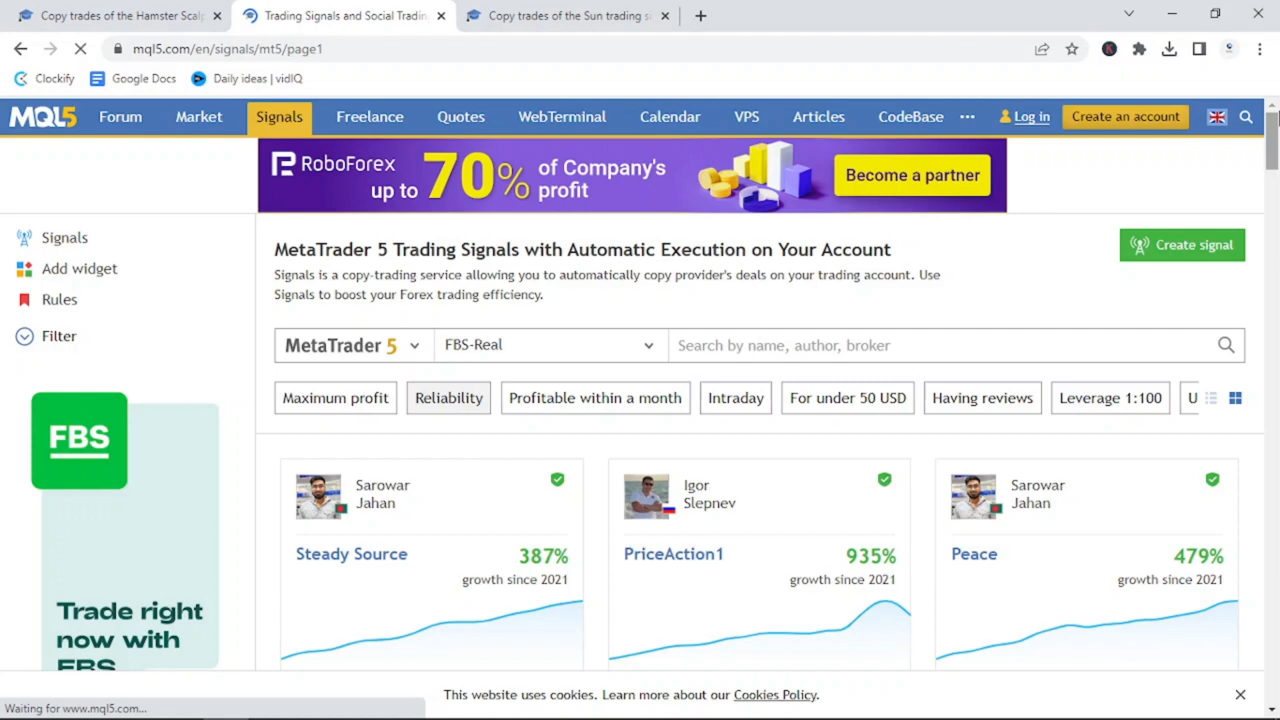 Copy trades of the Hamster Scalp
Trading Signals and Social Tradin
Copy trades of the Sun trading s
mql5.com/en/signals/mt5/page1
Clockify
Google Docs
Daily ideas | vidIQ
MQL5
Forum
Market
Signals
Freelance
Quotes
WebTerminal
Calendar
VPS
Articles
CodeBase
Log in
Create an account
RoboForex
up to 70% of Company's
profit
Become a partner
Signals
Add widget
Rules
Filter
FBS
Trade right
now with
FBS
MetaTrader 5 Trading Signals with Automatic Execution on Your Account
Create signal
Signals is a copy-trading service allowing you to automatically copy provider's deals on your trading account. Use
Signals to boost your Forex trading efficiency.
MetaTrader 5
FBS-Real
Search by name, author, broker
Maximum profit
Reliability
Profitable within a month
Intraday
For under 50 USD
Having reviews
Leverage 1:100
U
Sarowar
Jahan
Steady Source
387%
growth since 2021
Igor
Slepnev
PriceAction1
935%
growth since 2021
Sarowar
Jahan
Peace
479%
growth since 2021
This website uses cookies. Learn more about our Cookies Policy.
Waiting for www.mql5.com...